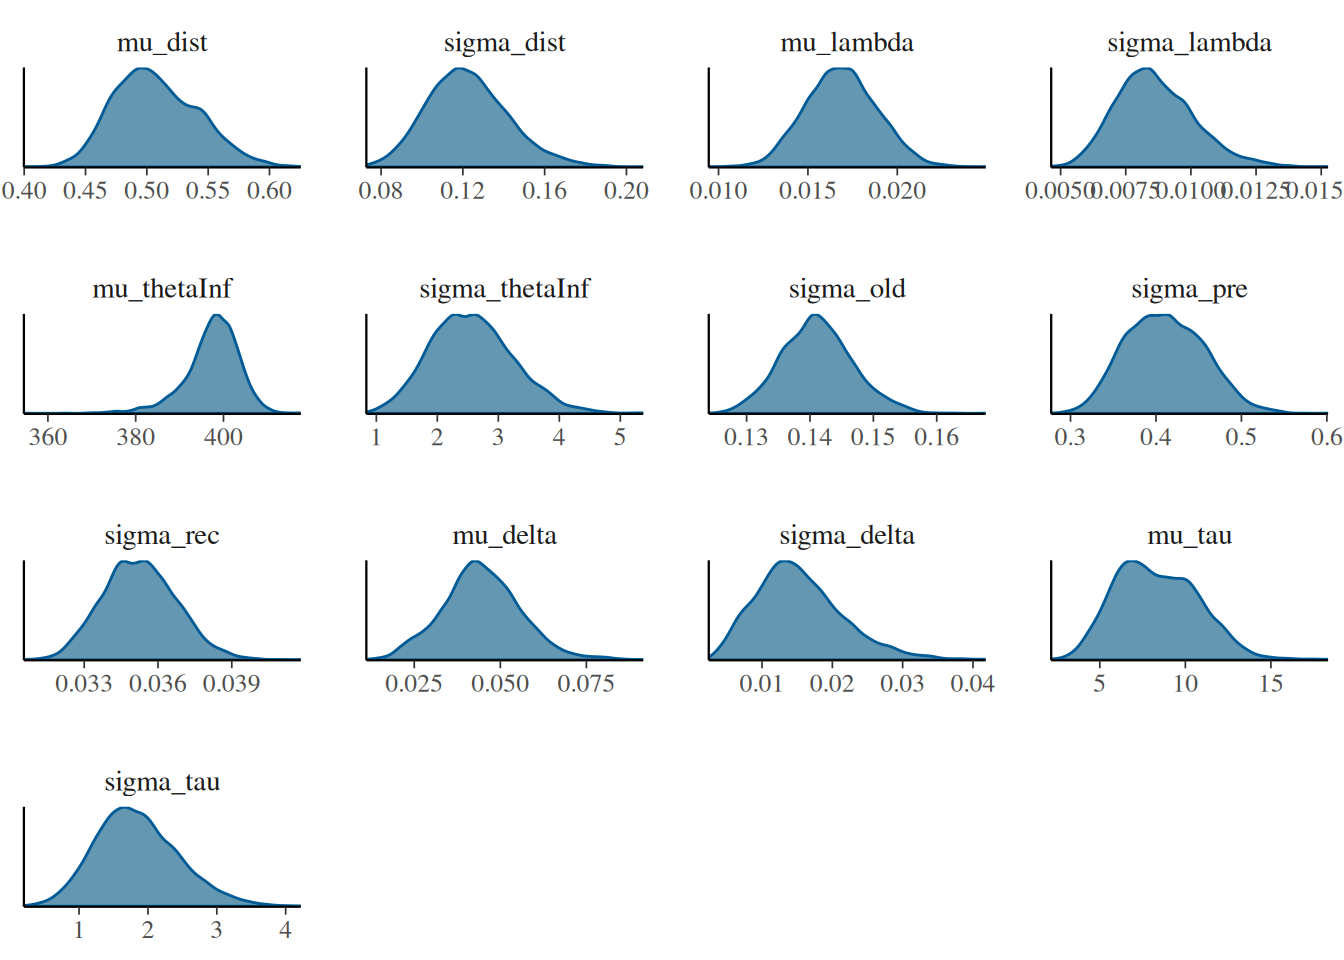 mu_dist sigma_dist mu_lambda sigma_lambda
0.40 0.45 0.50 0.55 0.60 0.08 0.12 0.16 0.20 0.010 0.015 0.020 0.0050 0.0075 0.0100 0.0125 0.015
mu_thetaInf sigma_thetaInf sigma_old sigma_pre
360 380 400 1 2 3 4 5 0.13 0.14 0.15 0.16 0.3 0.4 0.5 0.6
sigma_rec mu_delta sigma_delta mu_tau
0.033 0.036 0.039 0.025 0.050 0.075 0.01 0.02 0.03 0.04 5 10 15
sigma_tau
1 2 3 4